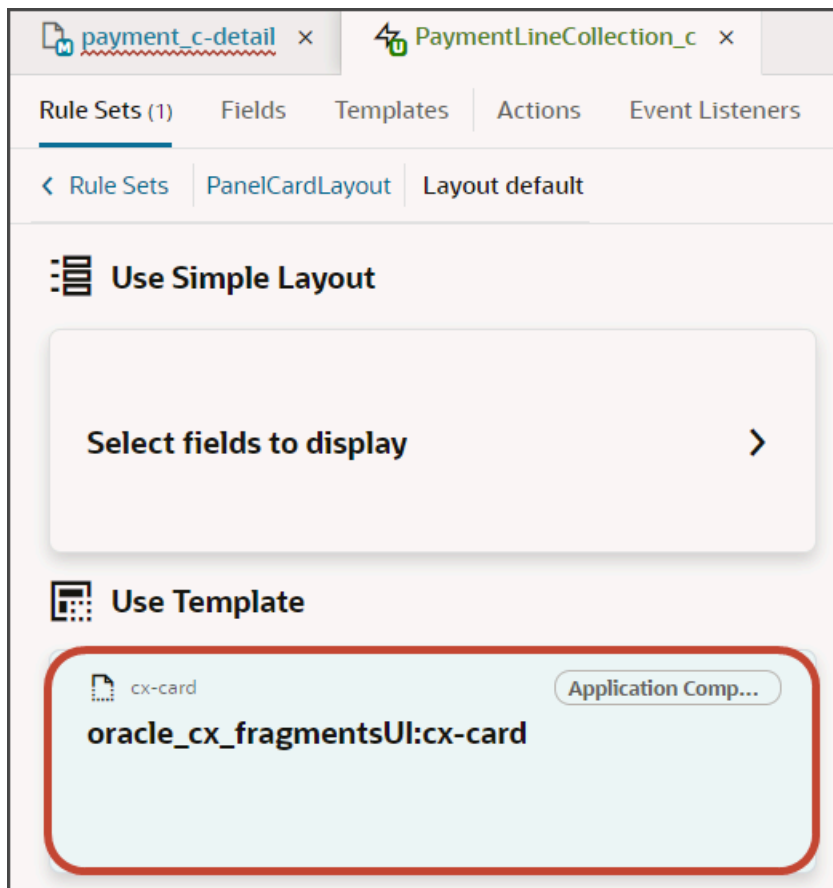 payment_c-detail × PaymentLineCollection_c ×
Rule Sets (1) Fields Templates Actions Event Listeners
Rule Sets PanelCardLayout Layout default
Use Simple Layout
Select fields to display
Use Template
cx-card Application Comp...
oracle_cx_fragmentsUI:cx-card